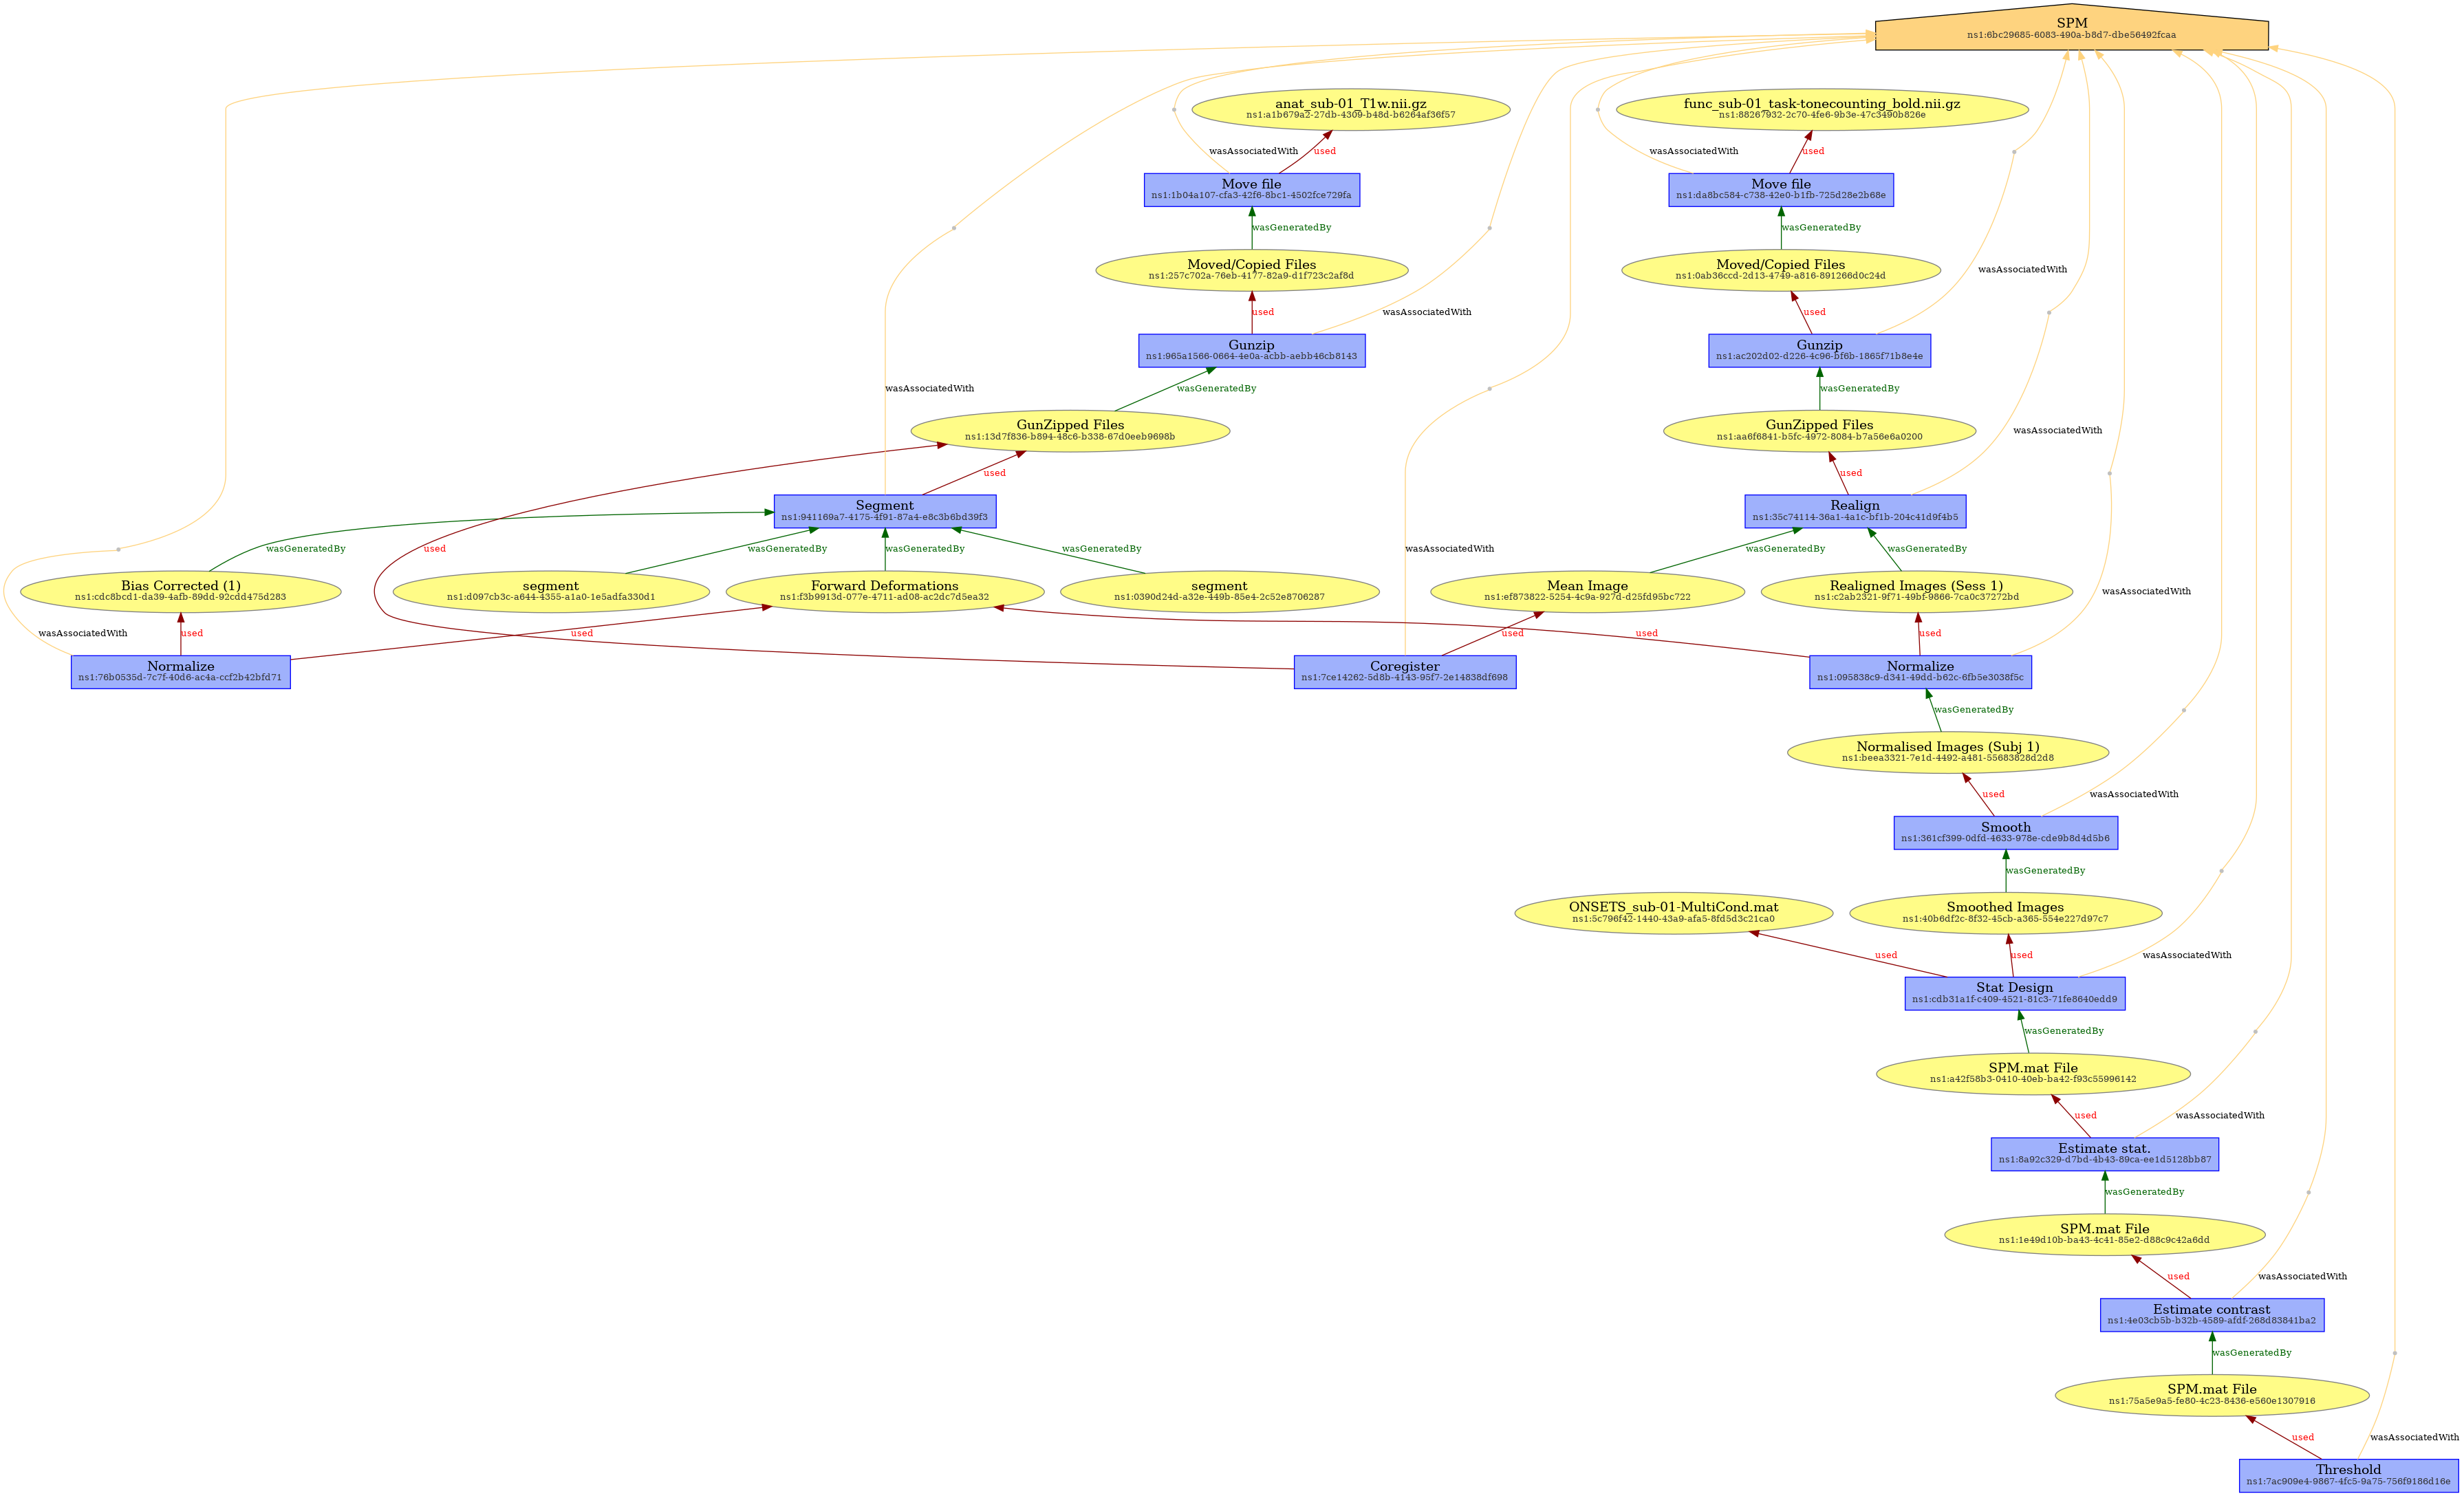 SPM
ns1:6bc29685-6083-490a-b8d7-dbe56492fcaa
anat_sub-01_T1w.nii.gz
ns1:a1b679a2-27db-4309-b48d-b6264af36f57
func_sub-01_task-tonecounting_bold.nii.gz
ns1:88267932-2c70-4fe6-9b3e-47c3490b826e
wasAssociatedWith
used
wasAssociatedWith
used
Move file
ns1:1b04a107-cfa3-42f6-8bc1-4502fce729fa
Move file
ns1:da8bc584-c738-42e0-b1fb-725d28e2b68e
wasGeneratedBy
wasGeneratedBy
Moved/Copied Files
ns1:257c702a-76eb-4177-82a9-d1f723c2af8d
Moved/Copied Files
ns1:0ab36ccd-2d13-4749-a816-891266d0c24d
wasAssociatedWith
used
wasAssociatedWith
used
Gunzip
ns1:965a1566-0664-4e0a-acbb-aebb46cb8143
Gunzip
ns1:ac202d02-d226-4c96-bf6b-1865f71b8e4e
wasAssociatedWith
wasGeneratedBy
wasGeneratedBy
GunZipped Files
ns1:13d7f836-b894-48c6-b338-67d0eeb9698b
GunZipped Files
ns1:aa6f6841-b5fc-4972-8084-b7a56e6a0200
wasAssociatedWith
used
used
Segment
ns1:941169a7-4175-4f91-87a4-e8c3b6bd39f3
Realign
ns1:35c74114-36a1-4a1c-bf1b-204c41d9f4b5
wasGeneratedBy
used
wasGeneratedBy
wasGeneratedBy
wasGeneratedBy
wasAssociatedWith
wasGeneratedBy
wasGeneratedBy
Bias Corrected (1)
ns1:cdc8bcd1-da39-4afb-89dd-92cdd475d283
segment
ns1:d097cb3c-a644-4355-a1a0-1e5adfa330d1
Forward Deformations
ns1:f3b9913d-077e-4711-ad08-ac2dc7d5ea32
segment
ns1:0390d24d-a32e-449b-85e4-2c52e8706287
Mean Image
ns1:ef873822-5254-4c9a-927d-d25fd95bc722
Realigned Images (Sess 1)
ns1:c2ab2321-9f71-49bf-9866-7ca0c37272bd
wasAssociatedWith
wasAssociatedWith
used
used
used
used
used
Normalize
ns1:76b0535d-7c7f-40d6-ac4a-ccf2b42bfd71
Coregister
ns1:7ce14262-5d8b-4143-95f7-2e14838df698
Normalize
ns1:095838c9-d341-49dd-b62c-6fb5e3038f5c
wasGeneratedBy
Normalised Images (Subj 1)
ns1:beea3321-7e1d-4492-a481-55683828d2d8
used
wasAssociatedWith
Smooth
ns1:361cf399-0dfd-4633-978e-cde9b8d4d5b6
wasGeneratedBy
ONSETS_sub-01-MultiCond.mat
ns1:5c796f42-1440-43a9-afa5-8fd5d3c21ca0
Smoothed Images
ns1:40b6df2c-8f32-45cb-a365-554e227d97c7
used
used
wasAssociatedWith
Stat Design
ns1:cdb31a1f-c409-4521-81c3-71fe8640edd9
wasGeneratedBy
SPM.mat File
ns1:a42f58b3-0410-40eb-ba42-f93c55996142
used
wasAssociatedWith
Estimate stat.
ns1:8a92c329-d7bd-4b43-89ca-ee1d5128bb87
wasGeneratedBy
SPM.mat File
ns1:1e49d10b-ba43-4c41-85e2-d88c9c42a6dd
used
wasAssociatedWith
Estimate contrast
ns1:4e03cb5b-b32b-4589-afdf-268d83841ba2
wasGeneratedBy
SPM.mat File
ns1:75a5e9a5-fe80-4c23-8436-e560e1307916
used
wasAssociatedWith
Threshold
ns1:7ac909e4-9867-4fc5-9a75-756f9186d16e